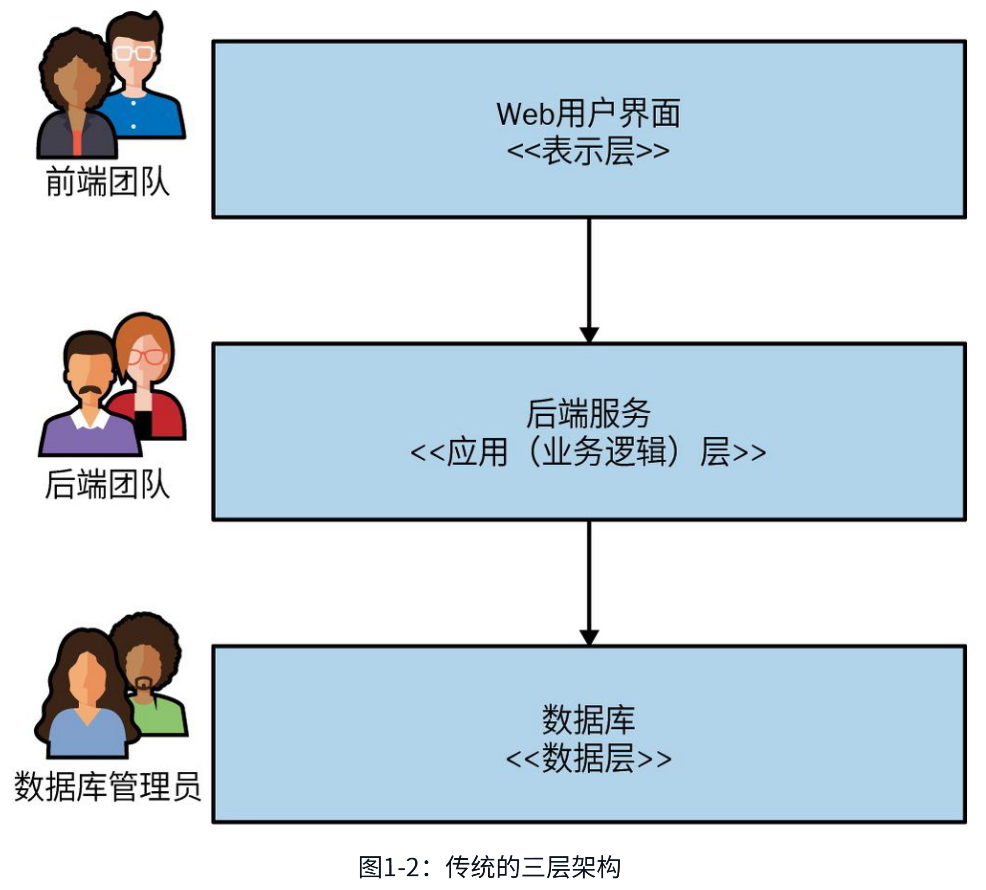 Web用户界面
<<表示层>>
前端团队
后端服务
<<应用（业务逻辑）层>>
后端团队
数据库
<<数据层>>
数据库管理员
图1-2：传统的三层架构